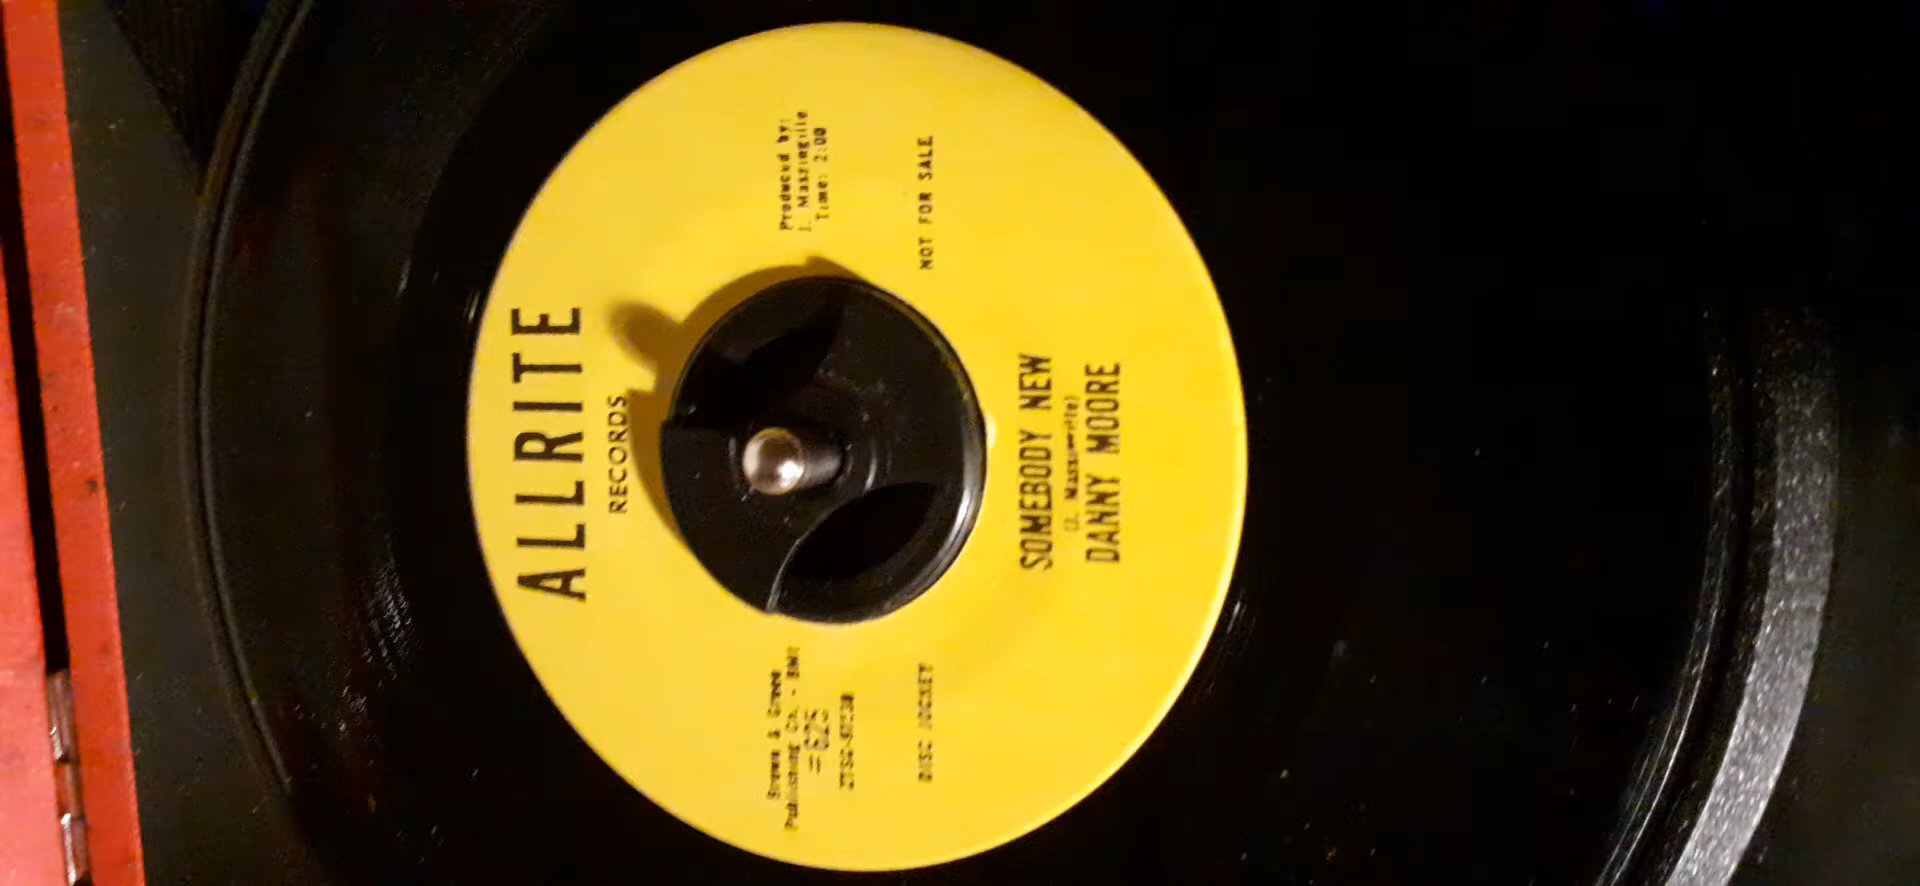 ALLRITE
RECORDS
Produced by:
J. Massingille
Time: 2:00
NOT FOR SALE
Publishing Co. - BMI
#625
DISC JOCKEY
SOMEBODY NEW
DANNY MOORE